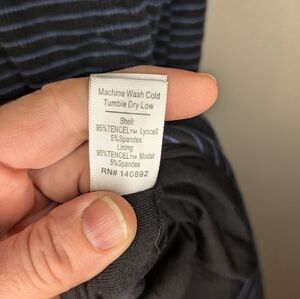 Machine Wash Cold
Tumble Dry Low
Shell:
95%TENCEL™ Lyocell
5%Spandex
Lining:
95%TENCEL™ Modal
5%Spandex
RN# 140892